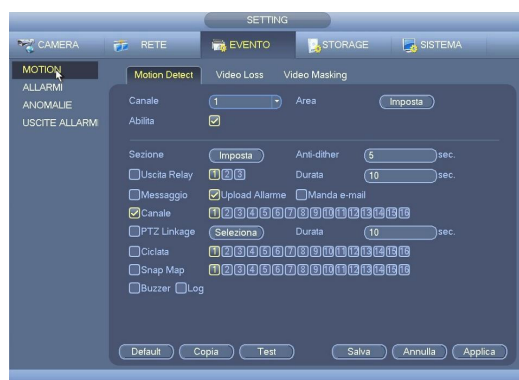 SETTING
CAMERA RETE EVENTO STORAGE SISTEMA
MOTION
ALLARMI
ANOMALIE
USCITE ALLARMI
Motion Detect Video Loss Video Masking
Canale 1 Area Imposta
Abilita
Sezione Imposta Anti-dither 5 sec.
Uscita Relay 1 2 3 Durata 10 sec.
Messaggio Upload Allarme Manda e-mail
Canale 1 2 3 4 5 6 7 8 9 10 11 12 13 14 15 16
PTZ Linkage Seleziona Durata 10 sec.
Ciclata 1 2 3 4 5 6 7 8 9 10 11 12 13 14 15 16
Snap Map 1 2 3 4 5 6 7 8 9 10 11 12 13 14 15 16
Buzzer Log
Default Copia Test Salva Annulla Applica